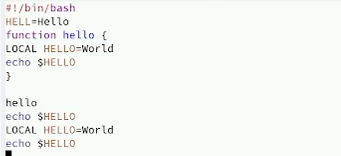 #!/bin/bash
HELL=Hello
function hello {
LOCAL HELLO=World
echo $HELLO
}
hello
echo $HELLO
LOCAL HELLO=World
echo $HELLO